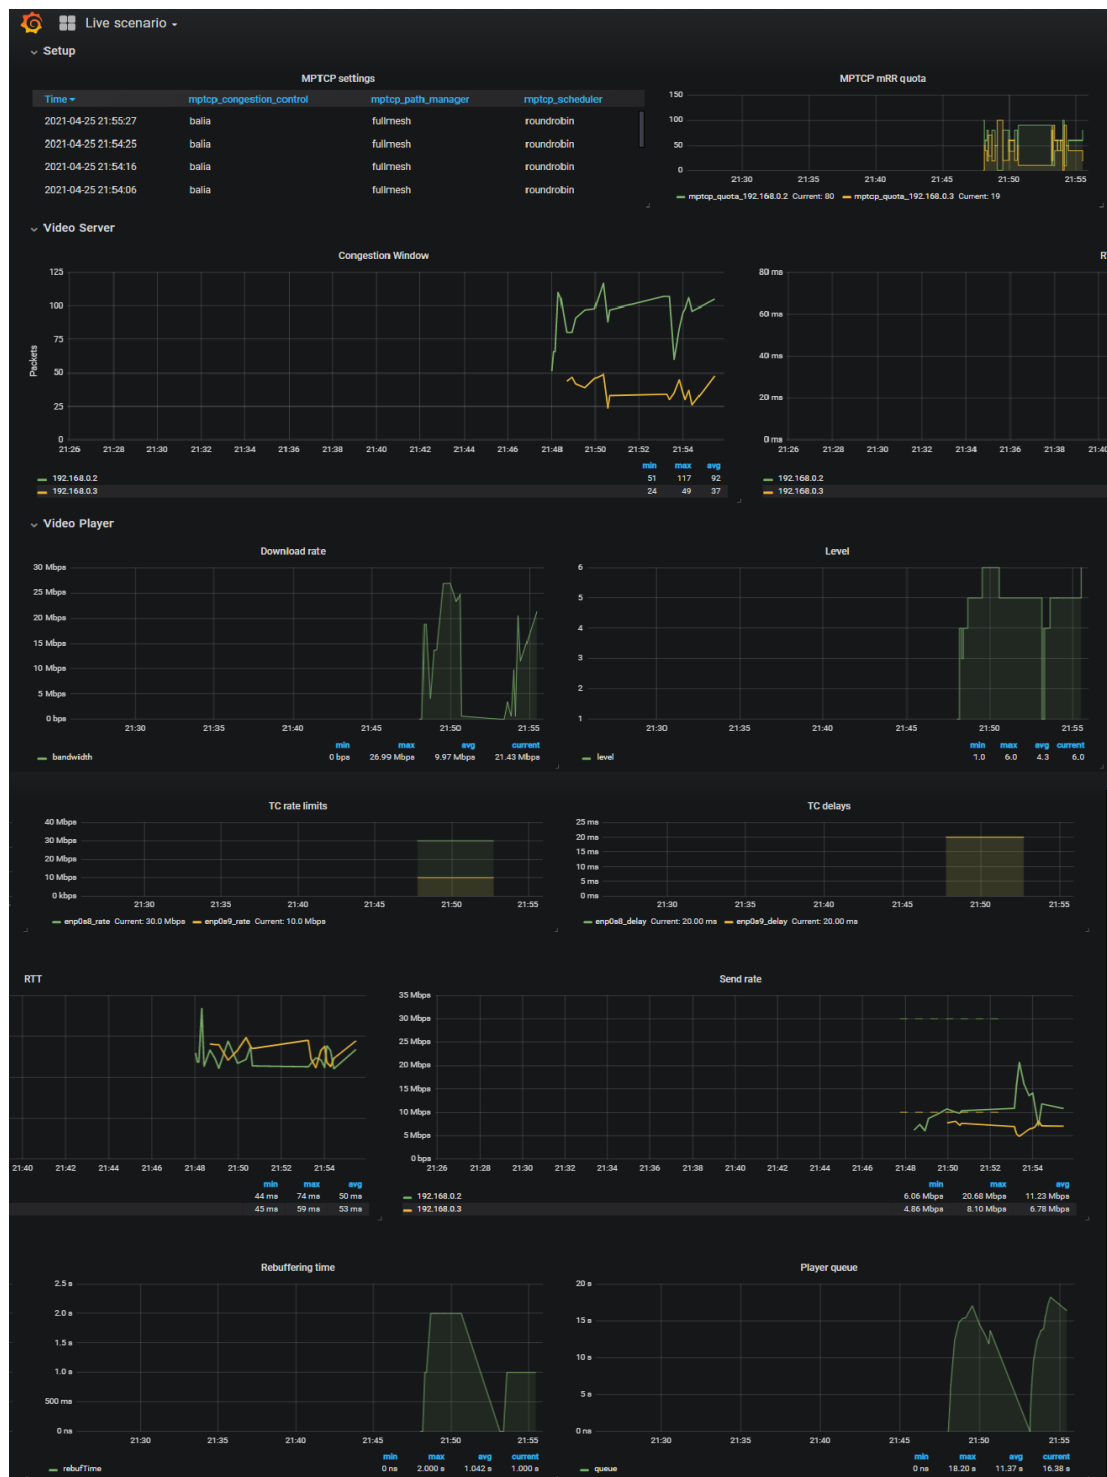 Live scenario
Setup
MPTCP settings
Time mptcp_congestion_control mptcp_path_manager mptcp_scheduler
2021-04-25 21:55:27 balia fullmesh roundrobin
2021-04-25 21:54:25 balia fullmesh roundrobin
2021-04-25 21:54:16 balia fullmesh roundrobin
2021-04-25 21:54:06 balia fullmesh roundrobin
MPTCP mRR quota
150
100
50
0
21:30 21:35 21:40 21:45 21:50 21:55
mptcp_quota_192.168.0.2 Current: 80 mptcp_quota_192.168.0.3 Current: 19
Video Server
Congestion Window
Packets
125
100
75
50
25
0
21:26 21:28 21:30 21:32 21:34 21:36 21:38 21:40 21:42 21:44 21:46 21:48 21:50 21:52 21:54
min max avg
192.168.0.2 51 117 92
192.168.0.3 24 49 37
80 ms
60 ms
40 ms
20 ms
0 ms
21:26 21:28 21:30 21:32 21:34 21:36 21:38
192.168.0.2
192.168.0.3
Video Player
Download rate
30 Mbps
25 Mbps
20 Mbps
15 Mbps
10 Mbps
5 Mbps
0 bps
21:30 21:35 21:40 21:45 21:50 21:55
min max avg current
bandwidth 0 bps 26.99 Mbps 9.97 Mbps 21.43 Mbps
Level
6
5
4
3
2
1
21:30 21:35 21:40 21:45 21:50 21:55
min max avg current
level 1.0 6.0 4.3 6.0
TC rate limits
40 Mbps
30 Mbps
20 Mbps
10 Mbps
0 kbps
21:30 21:35 21:40 21:45 21:50 21:55
enp0s8_rate Current: 30.0 Mbps enp0s9_rate Current: 10.0 Mbps
TC delays
25 ms
20 ms
15 ms
10 ms
5 ms
0 ms
21:30 21:35 21:40 21:45 21:50 21:55
enp0s8_delay Current: 20.00 ms enp0s9_delay Current: 20.00 ms
RTT
21:40 21:42 21:44 21:46 21:48 21:50 21:52 21:54
min max avg
44 ms 74 ms 50 ms
45 ms 59 ms 53 ms
Send rate
35 Mbps
30 Mbps
25 Mbps
20 Mbps
15 Mbps
10 Mbps
5 Mbps
0 bps
21:26 21:28 21:30 21:32 21:34 21:36 21:38 21:40 21:42 21:44 21:46 21:48 21:50 21:52 21:54
min max avg
192.168.0.2 6.06 Mbps 20.68 Mbps 11.23 Mbps
192.168.0.3 4.86 Mbps 8.10 Mbps 6.78 Mbps
Rebuffering time
2.5 s
2.0 s
1.5 s
1.0 s
500 ms
0 ns
21:30 21:35 21:40 21:45 21:50 21:55
min max avg current
rebufTime 0 ns 2.000 s 1.042 s 1.000 s
Player queue
20 s
15 s
10 s
5 s
0 ns
21:30 21:35 21:40 21:45 21:50 21:55
min max avg current
queue 0 ns 18.20 s 11.37 s 16.38 s